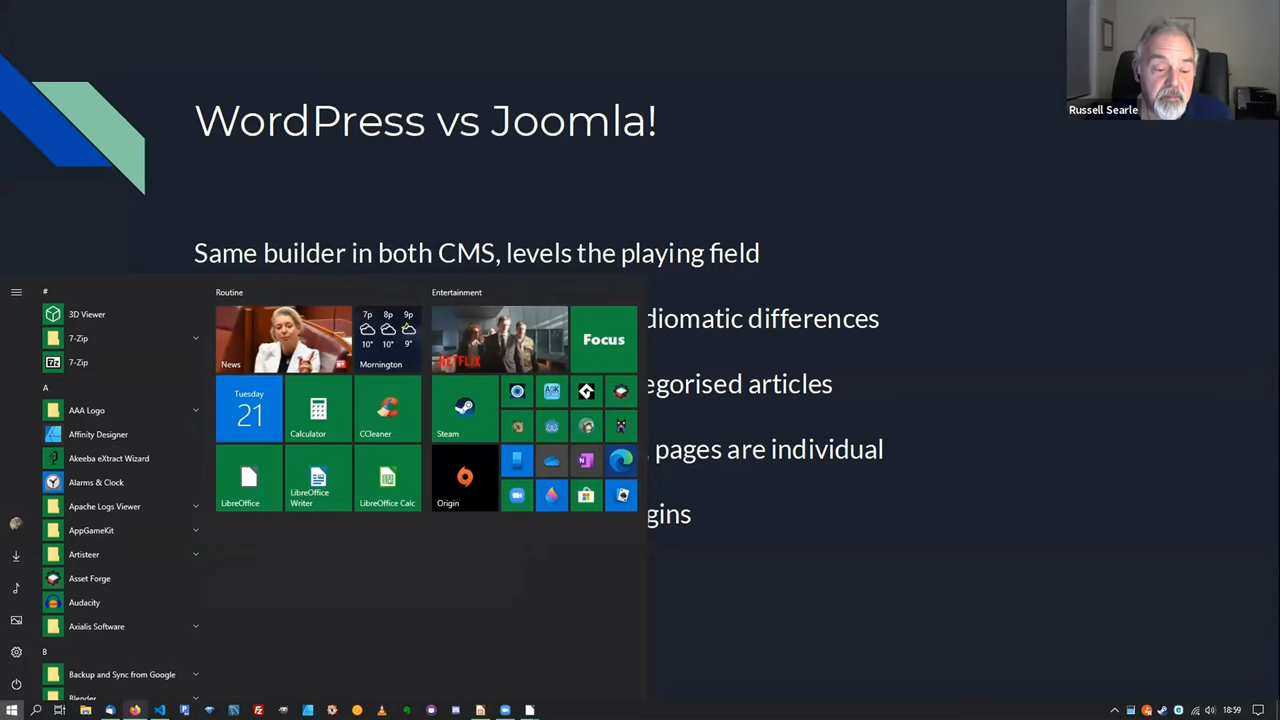 WordPress vs Joomla!
Russell Searle
Same builder in both CMS, levels the playing field
diomatic differences
egorised articles
, pages are individual
gins
#
3D Viewer
7-Zip
7-Zip
A
AAA Logo
Affinity Designer
Akeeba eXtract Wizard
Alarms & Clock
Apache Logs Viewer
AppGameKit
Artisteer
Asset Forge
Audacity
Axialis Software
B
Backup and Sync from Google
Blender
Routine
News
7p 8p 9p
10° 10° 9°
Mornington
Tuesday
21
Calculator
CCleaner
LibreOffice
LibreOffice
Writer
LibreOffice Calc
Entertainment
NETFLIX
Focus
Steam
Origin
18:59